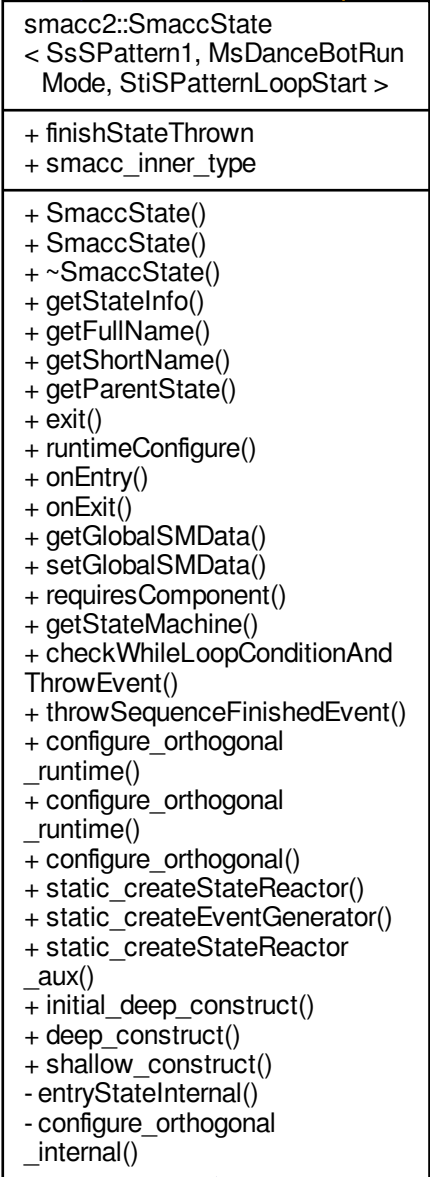 smacc2::SmaccState
< SsSPattern1, MsDanceBotRun
Mode, StiSPatternLoopStart >
+ finishStateThrown
+ smacc_inner_type
+ SmaccState()
+ SmaccState()
+ ~SmaccState()
+ getStateInfo()
+ getFullName()
+ getShortName()
+ getParentState()
+ exit()
+ runtimeConfigure()
+ onEntry()
+ onExit()
+ getGlobalSMData()
+ setGlobalSMData()
+ requiresComponent()
+ getStateMachine()
+ checkWhileLoopConditionAnd
ThrowEvent()
+ throwSequenceFinishedEvent()
+ configure_orthogonal
_runtime()
+ configure_orthogonal
_runtime()
+ configure_orthogonal()
+ static_createStateReactor()
+ static_createEventGenerator()
+ static_createStateReactor
_aux()
+ initial_deep_construct()
+ deep_construct()
+ shallow_construct()
- entryStateInternal()
- configure_orthogonal
_internal()